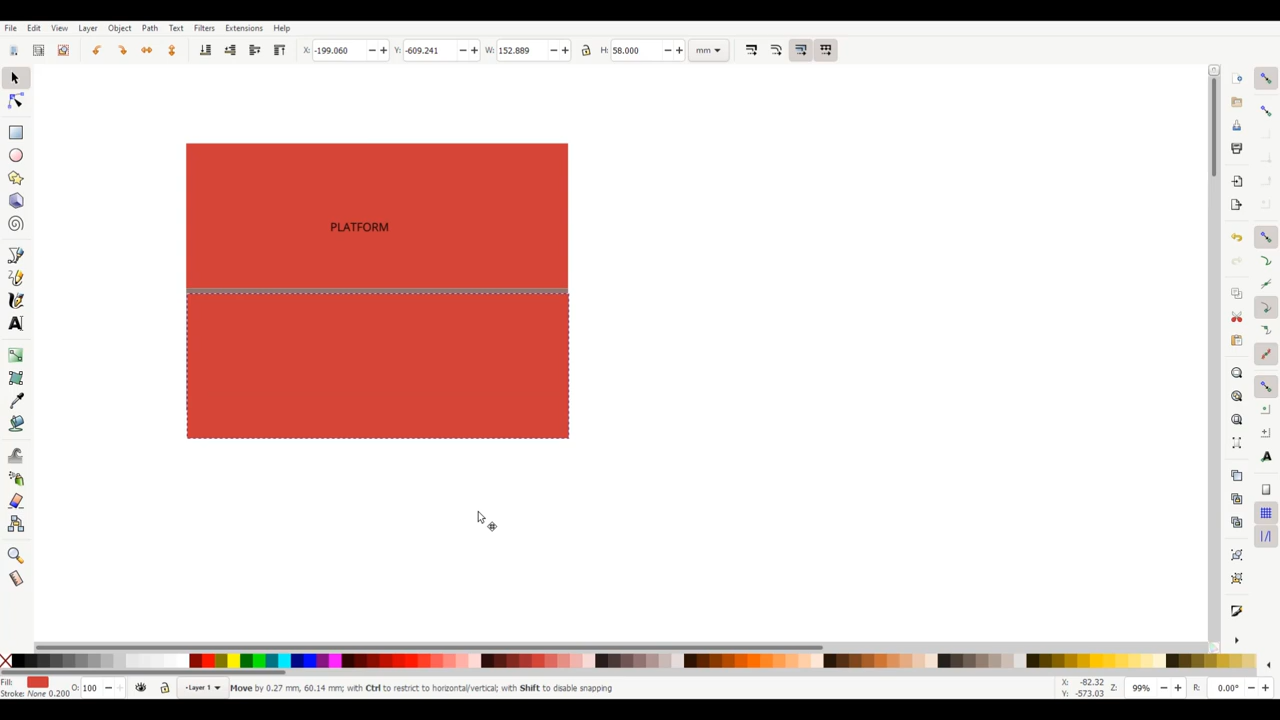 File Edit View Layer Object Path Text Filters Extensions Help
X: -199.060 − + Y: -609.241 − + W: 152.889 − + H: 58.000 − + mm
PLATFORM
Fill:
Stroke: None 0.200
O: 100 − +
-Layer 1
Move by 0.27 mm, 60.14 mm; with Ctrl to restrict to horizontal/vertical; with Shift to disable snapping
X: -82.32
Y: -573.03
Z: 99% − + R: 0.00° − +